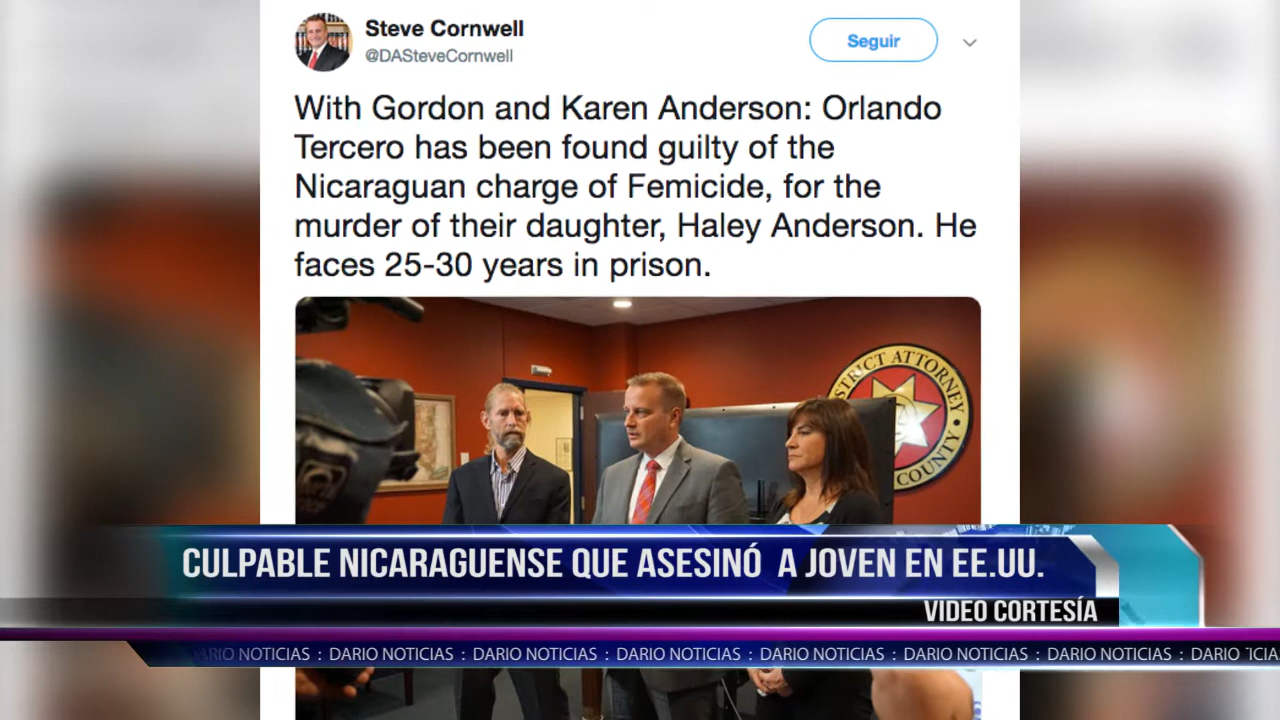 Steve Cornwell
@DASteveCornwell
Seguir
With Gordon and Karen Anderson: Orlando
Tercero has been found guilty of the
Nicaraguan charge of Femicide, for the
murder of their daughter, Haley Anderson. He
faces 25-30 years in prison.
DISTRICT ATTORNEY
COUNTY
CULPABLE NICARAGUENSE QUE ASESINÓ A JOVEN EN EE.UU.
VIDEO CORTESÍA
DARIO NOTICIAS : DARIO NOTICIAS : DARIO NOTICIAS : DARIO NOTICIAS : DARIO NOTICIAS : DARIO NOTICIAS : DARIO NOTICIAS : DARIO